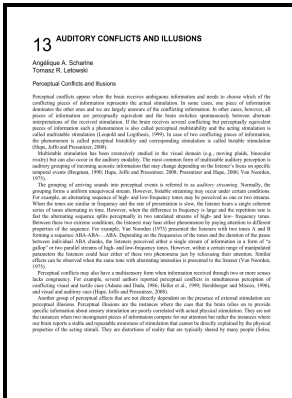 13 AUDITORY CONFLICTS AND ILLUSIONS
Angélique A. Scharine
Tomasz R. Letowski
Perceptual Conflicts and Illusions
Perceptual conflicts appear when the brain receives ambiguous information and needs to choose which of the
conflicting pieces of information represents the actual stimulation. In some cases, one piece of information
dominates the other ones and we are largely unaware of the conflicting information. In other cases, however, all
pieces of information are perceptually equivalent and the brain switches spontaneously between alternate
interpretations of the received stimulation. If the brain receives several conflicting but perceptually equivalent
pieces of information such a phenomenon is also called perceptual multistability and the acting stimulation is
called multistable stimulation (Leopold and Logithesis, 1999). In case of two conflicting pieces of information,
the phenomenon is called perceptual bistability and corresponding stimulation is called bistable stimulation
(Hupe, Joffo and Pressnitzer, 2008).
Multistable stimulation has been extensively studied in the visual domain (e.g., moving plaids, binocular
rivalry) but can also occur in the auditory modality. The most common form of multistable auditory perception is
auditory grouping of incoming acoustic information that may change depending on the listener's focus on specific
temporal events (Bregman, 1990; Hupe, Joffo and Pressnitzer, 2008; Pressnitzer and Hupe, 2006; Van Noorden,
1975).
The grouping of arriving sounds into perceptual events is referred to as auditory streaming. Normally, the
grouping forms a uniform unequivocal stream. However, bistable streaming may occur under certain conditions.
For example, an alternating sequence of high- and low-frequency tones may be perceived as one or two streams.
When the tones are similar in frequency and the rate of presentation is slow, the listener hears a single coherent
series of tones alternating in time. However, when the difference in frequency is large and the repetition rate is
fast the alternating sequence splits perceptually in two unrelated streams of high- and low- frequency tones.
Between these two extreme conditions, the listeners may hear either phenomenon by paying attention to different
properties of the sequence. For example, Van Noorden (1975) presented the listeners with two tones A and B
forming a sequence ABA-ABA-...ABA. Depending on the frequencies of the tones and the duration of the pause
between individual ABA chunks, the listeners perceived either a single stream of information in a form of "a
gallop" or two parallel streams of high- and low-frequency tones. However, within a certain range of manipulated
parameters the listeners could hear either of these two phenomena just by refocusing their attention. Similar
effects can be observed when the same tone with alternating intensities is presented to the listener (Van Noorden,
1975).
Perceptual conflicts may also have a multisensory form when information received through two or more senses
lacks congruency. For example, several authors reported perceptual conflicts in simultaneous perception of
conflicting visual and tactile cues (Adams and Duda, 1986; Heller et al., 1999; Hershberger and Misceo, 1996),
and visual and auditory cues (Hupe, Joffo and Pressnitzer, 2008).
Another group of perceptual effects that are not directly dependent on the presence of external stimulation are
perceptual illusions. Perceptual illusions are the instances where the cues that the brain relies on to provide
specific information about sensory stimulation are poorly correlated with actual physical stimulation. They are not
the instances when two incongruent pieces of information compete for our attention but rather the instances where
our brain reports a stable and repeatable awareness of stimulation that cannot be directly explained by the physical
properties of the acting stimuli. They are distortions of reality that are typically shared by many people (Solso,